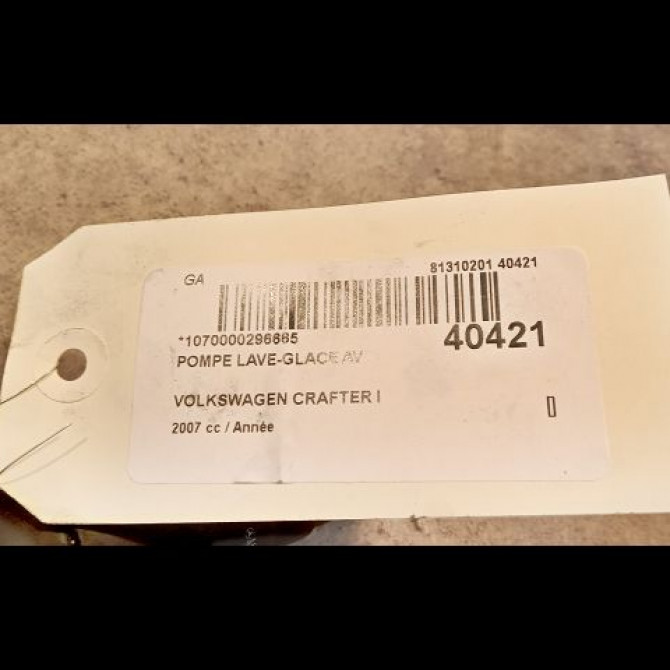 GA
81310201 40421
*1070000296665
40421
POMPE LAVE-GLACE AV
VOLKSWAGEN CRAFTER I
2007 cc / Année